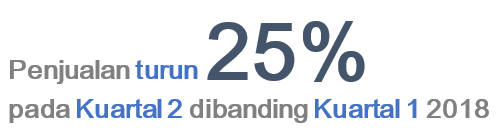 Penjualan turun 25%
pada Kuartal 2 dibanding Kuartal 1 2018